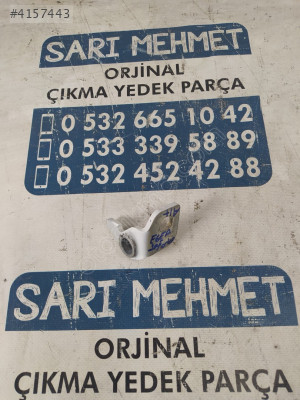 #4157443
SARI MEHMET
ORJİNAL
ÇIKMA YEDEK PARÇA
0 532 665 10 42
0 533 339 58 89
0 532 452 42 88
SARI MEHMET
ORJİNAL
ÇIKMA YEDEK PARÇA